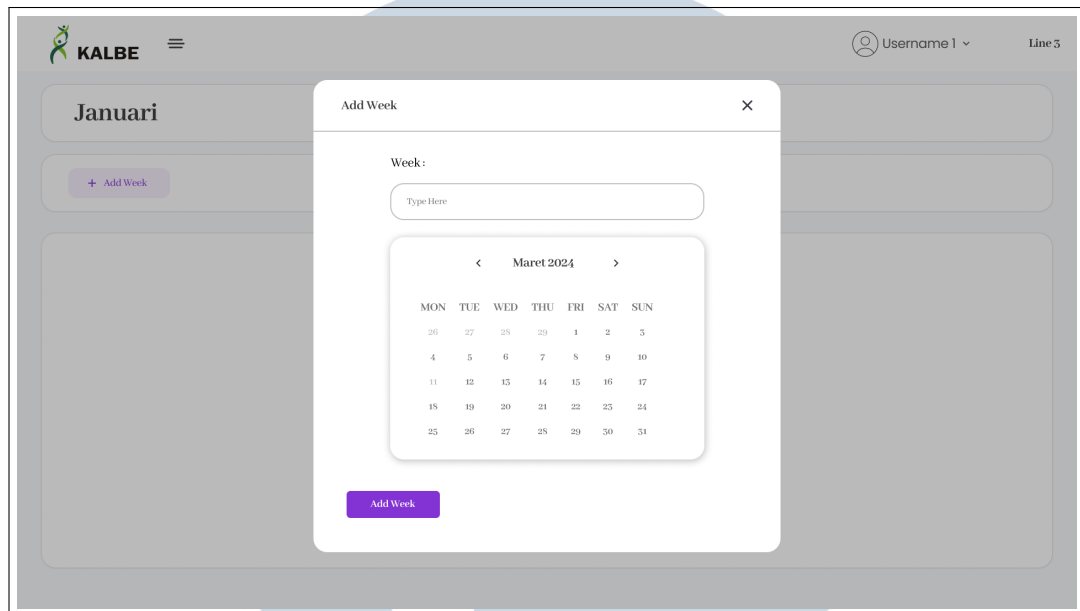 KALBE
Username 1
Line 3
Januari
+ Add Week
Add Week
Week :
Type Here
Maret 2024
MON TUE WED THU FRI SAT SUN
26 27 28 29 1 2 3
4 5 6 7 8 9 10
11 12 13 14 15 16 17
18 19 20 21 22 23 24
25 26 27 28 29 30 31
Add Week